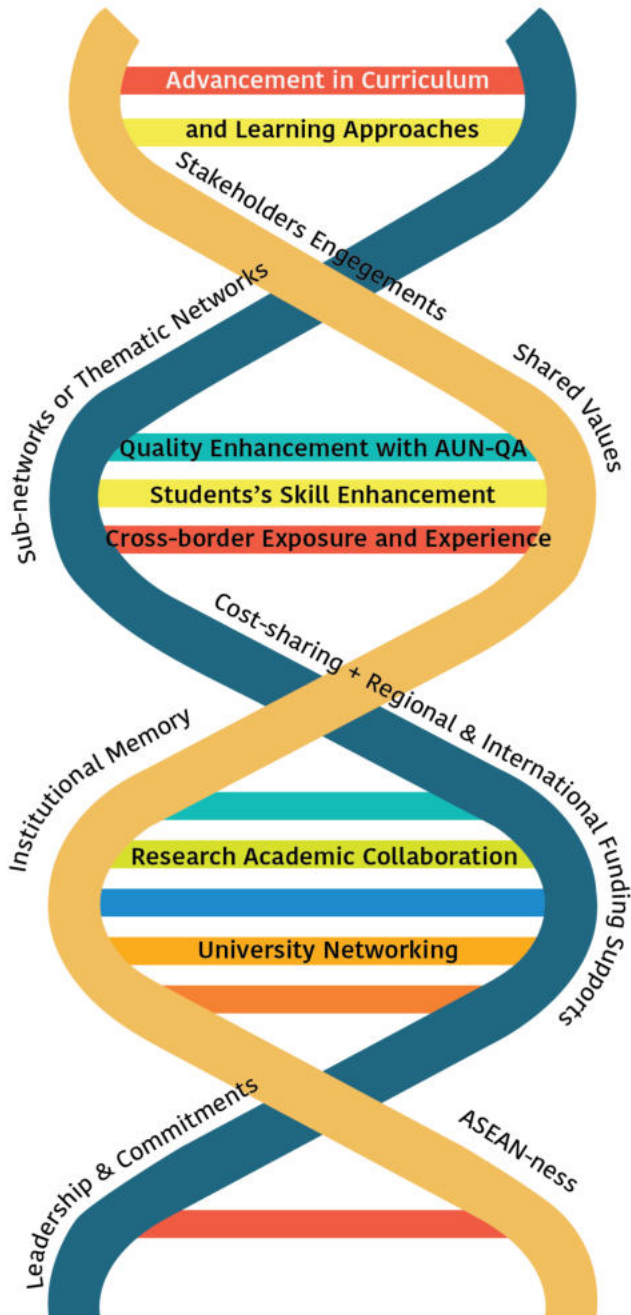 Advancement in Curriculum
and Learning Approaches
Stakeholders Engegements
Sub-networks or Thematic Networks
Shared Values
Quality Enhancement with AUN-QA
Students's Skill Enhancement
Cross-border Exposure and Experience
Cost-sharing + Regional & International Funding Supports
Institutional Memory
Research Academic Collaboration
University Networking
Leadership & Commitments
ASEAN-ness